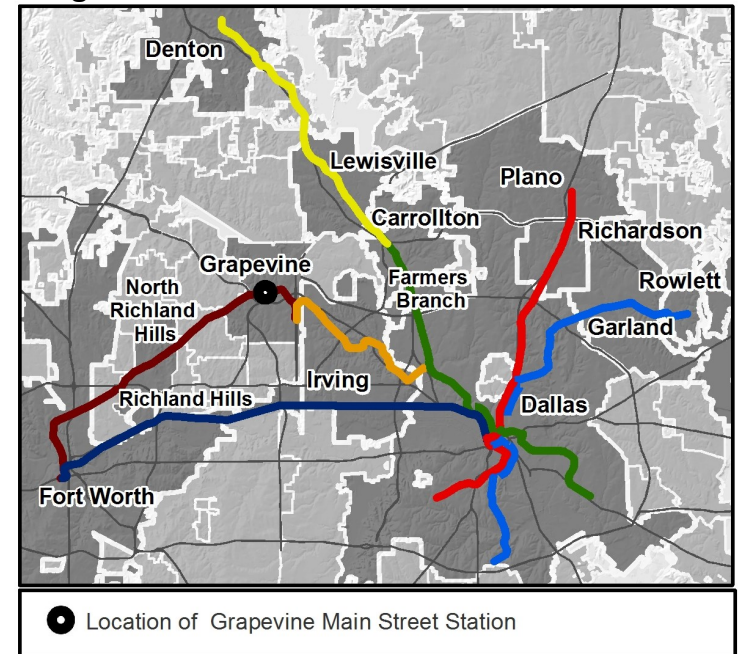 Denton
Lewisville
Plano
Carrollton
Richardson
Grapevine
Farmers
Branch
Rowlett
North
Richland
Hills
Garland
Irving
Richland Hills
Dallas
Fort Worth
Location of Grapevine Main Street Station